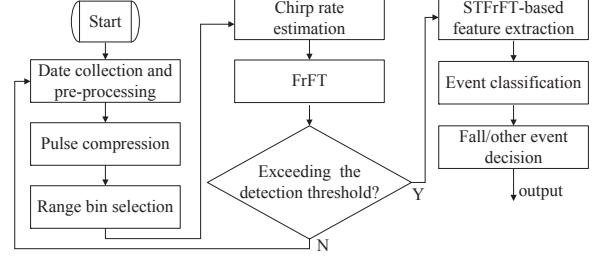 Start
Date collection and
pre-processing
Pulse compression
Range bin selection
Chirp rate
estimation
FrFT
Exceeding the
detection threshold?
Y
N
STFrFT-based
feature extraction
Event classification
Fall/other event
decision
output